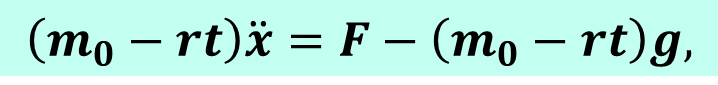 (m₀ − rt)ẍ = F − (m₀ − rt)g,